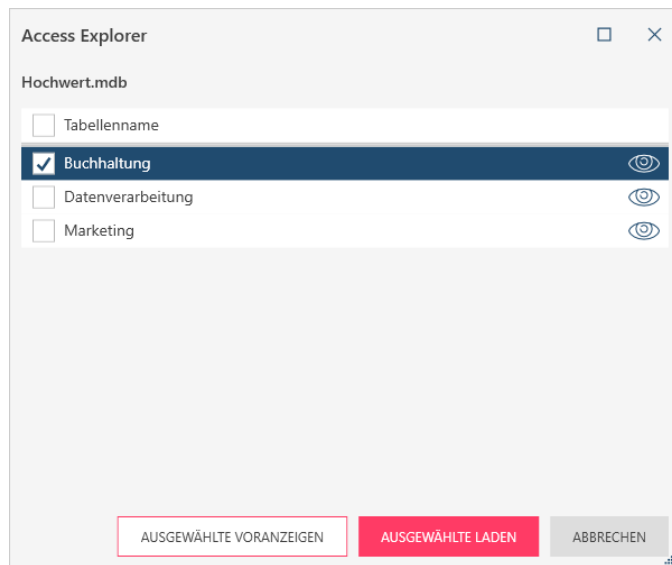 Access Explorer
Hochwert.mdb
Tabellenname
Buchhaltung
Datenverarbeitung
Marketing
AUSGEWÄHLTE VORANZEIGEN AUSGEWÄHLTE LADEN ABBRECHEN